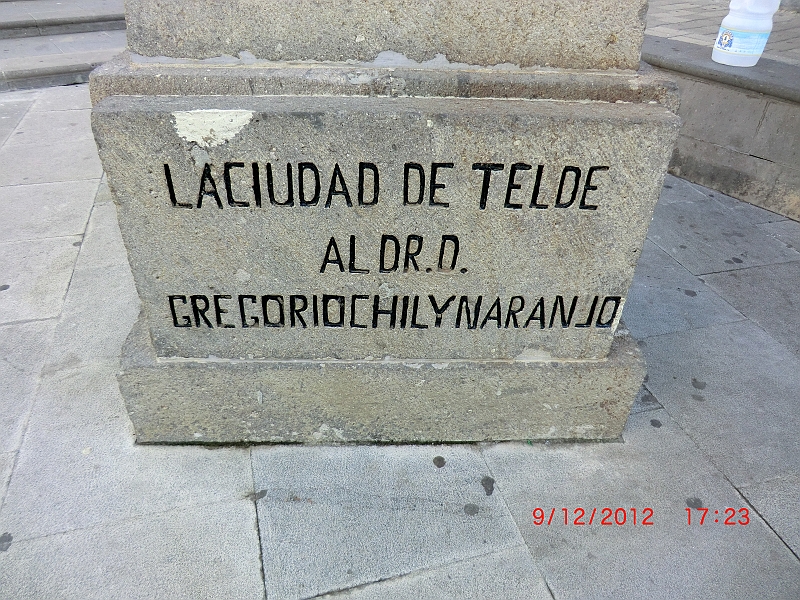 LACIUDAD DE TELDE
AL DR. D.
GREGORIOCHILYNARANJO
9/12/2012 17:23